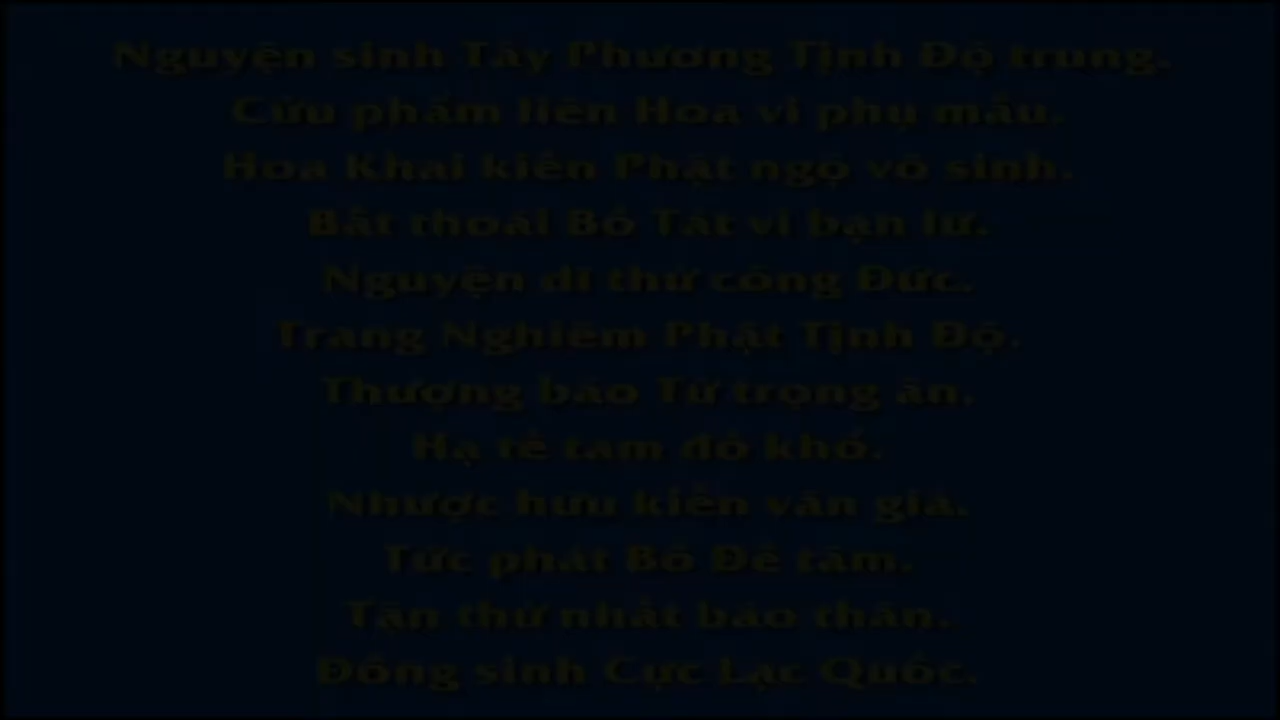 Nguyện sinh Tây Phương Tịnh Độ trung.
Cửu phẩm liên Hoa vi phụ mẫu.
Hoa Khai kiến Phật ngộ vô sinh.
Bất thoái Bồ Tát vi bạn lữ.
Nguyện dĩ thử công Đức.
Trang Nghiêm Phật Tịnh Độ.
Thượng báo Tứ trọng ân.
Hạ tế tam đồ khổ.
Nhược hữu kiến văn giả.
Tức phát Bồ Đề tâm.
Tận thử nhất báo thân.
Đồng sinh Cực Lạc Quốc.